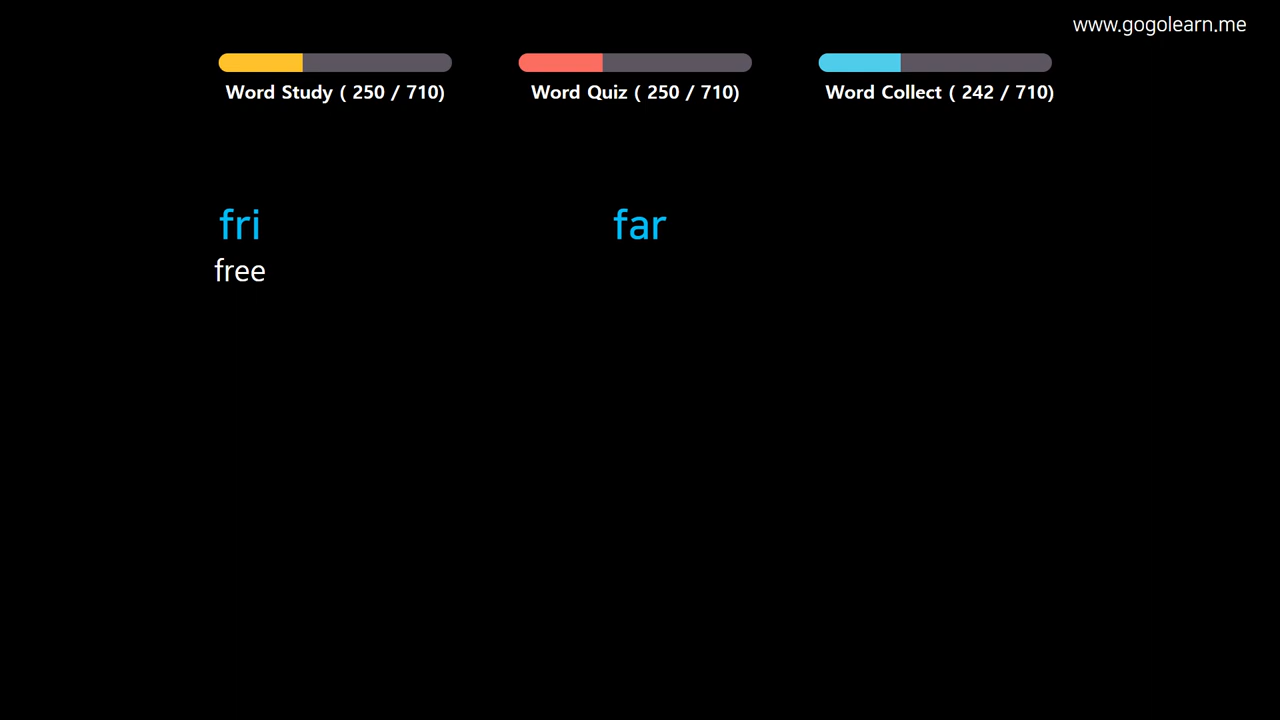 www.gogolearn.me
Word Study ( 250 / 710)
Word Quiz ( 250 / 710)
Word Collect ( 242 / 710)
fri
far
free